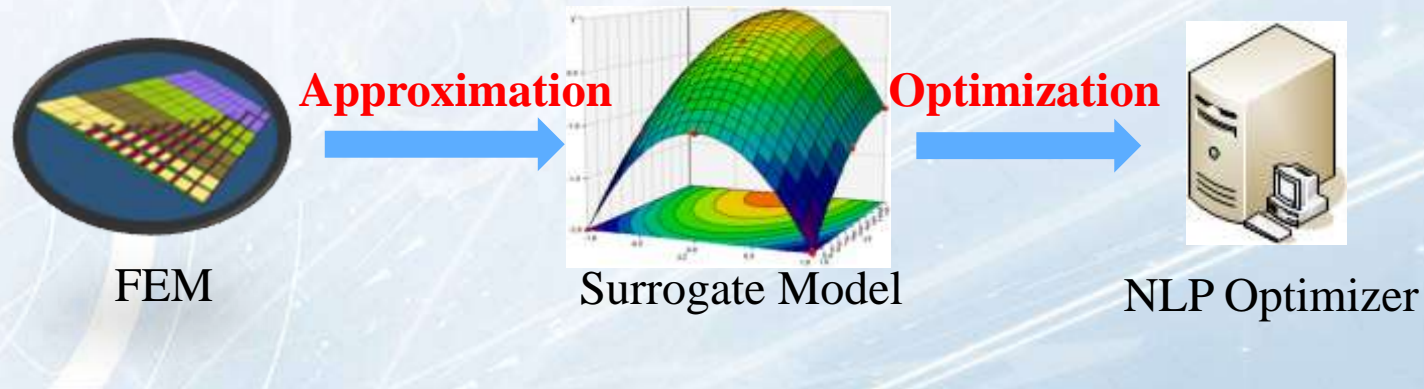 Approximation
Optimization
FEM
Surrogate Model
NLP Optimizer